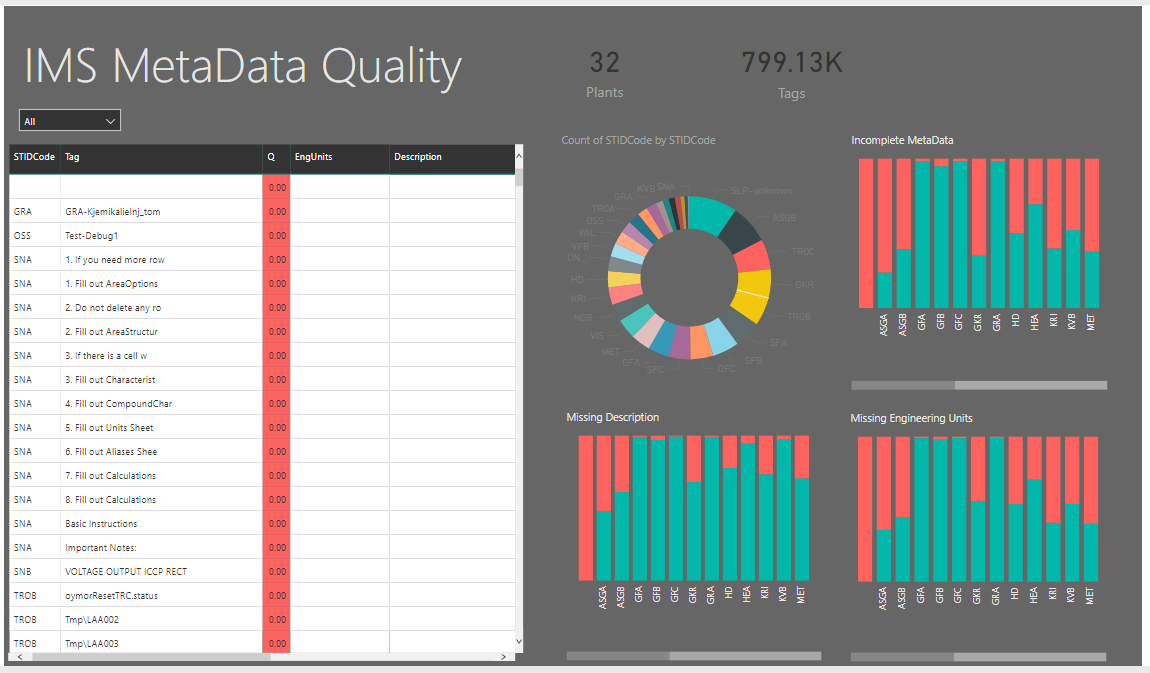 IMS MetaData Quality
32
Plants
799.13K
Tags
All
STIDCode Tag Q EngUnits Description
0.00
GRA GRA-KjemikalieInj_tom 0.00
OSS Test-Debug1 0.00
SNA 1. If you need more row 0.00
SNA 1. Fill out AreaOptions 0.00
SNA 2. Do not delete any ro 0.00
SNA 2. Fill out AreaStructur 0.00
SNA 3. If there is a cell w 0.00
SNA 3. Fill out Characterist 0.00
SNA 4. Fill out CompoundChar 0.00
SNA 5. Fill out Units Sheet 0.00
SNA 6. Fill out Aliases Shee 0.00
SNA 7. Fill out Calculations 0.00
SNA 8. Fill out Calculations 0.00
SNA Basic Instructions 0.00
SNA Important Notes: 0.00
SNB VOLTAGE OUTPUT ICCP RECT 0.00
TROB oymorResetTRC.status 0.00
TROB Tmp\LAA002 0.00
TROB Tmp\LAA003 0.00
Count of STIDCode by STIDCode
SLP-unknown
ASGB
TROC
GKR
TROB
SFA
SFB
GFC
SFC
GFA
MET
VIS
NOR
KRI
HD
ON...
VFR
VAL
OSS
TROA
GRA
KVB
SNA
Incomplete MetaData
ASGA ASGB GFA GFB GFC GKR GRA HD HEA KRI KVB MET
Missing Description
ASGA ASGB GFA GFB GFC GKR GRA HD HEA KRI KVB MET
Missing Engineering Units
ASGA ASGB GFA GFB GFC GKR GRA HD HEA KRI KVB MET